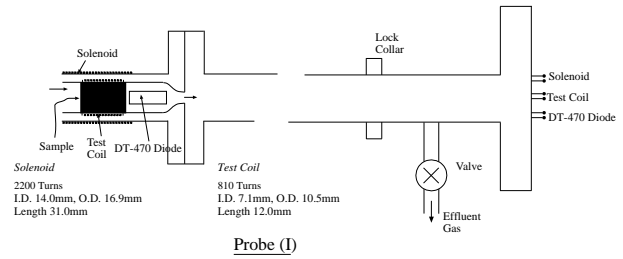 Solenoid
Lock
Collar
Solenoid
Test Coil
DT-470 Diode
Sample
Test
Coil
DT-470 Diode
Solenoid
2200 Turns
I.D. 14.0mm, O.D. 16.9mm
Length 31.0mm
Test Coil
810 Turns
I.D. 7.1mm, O.D. 10.5mm
Length 12.0mm
Valve
Effluent
Gas
Probe (I)